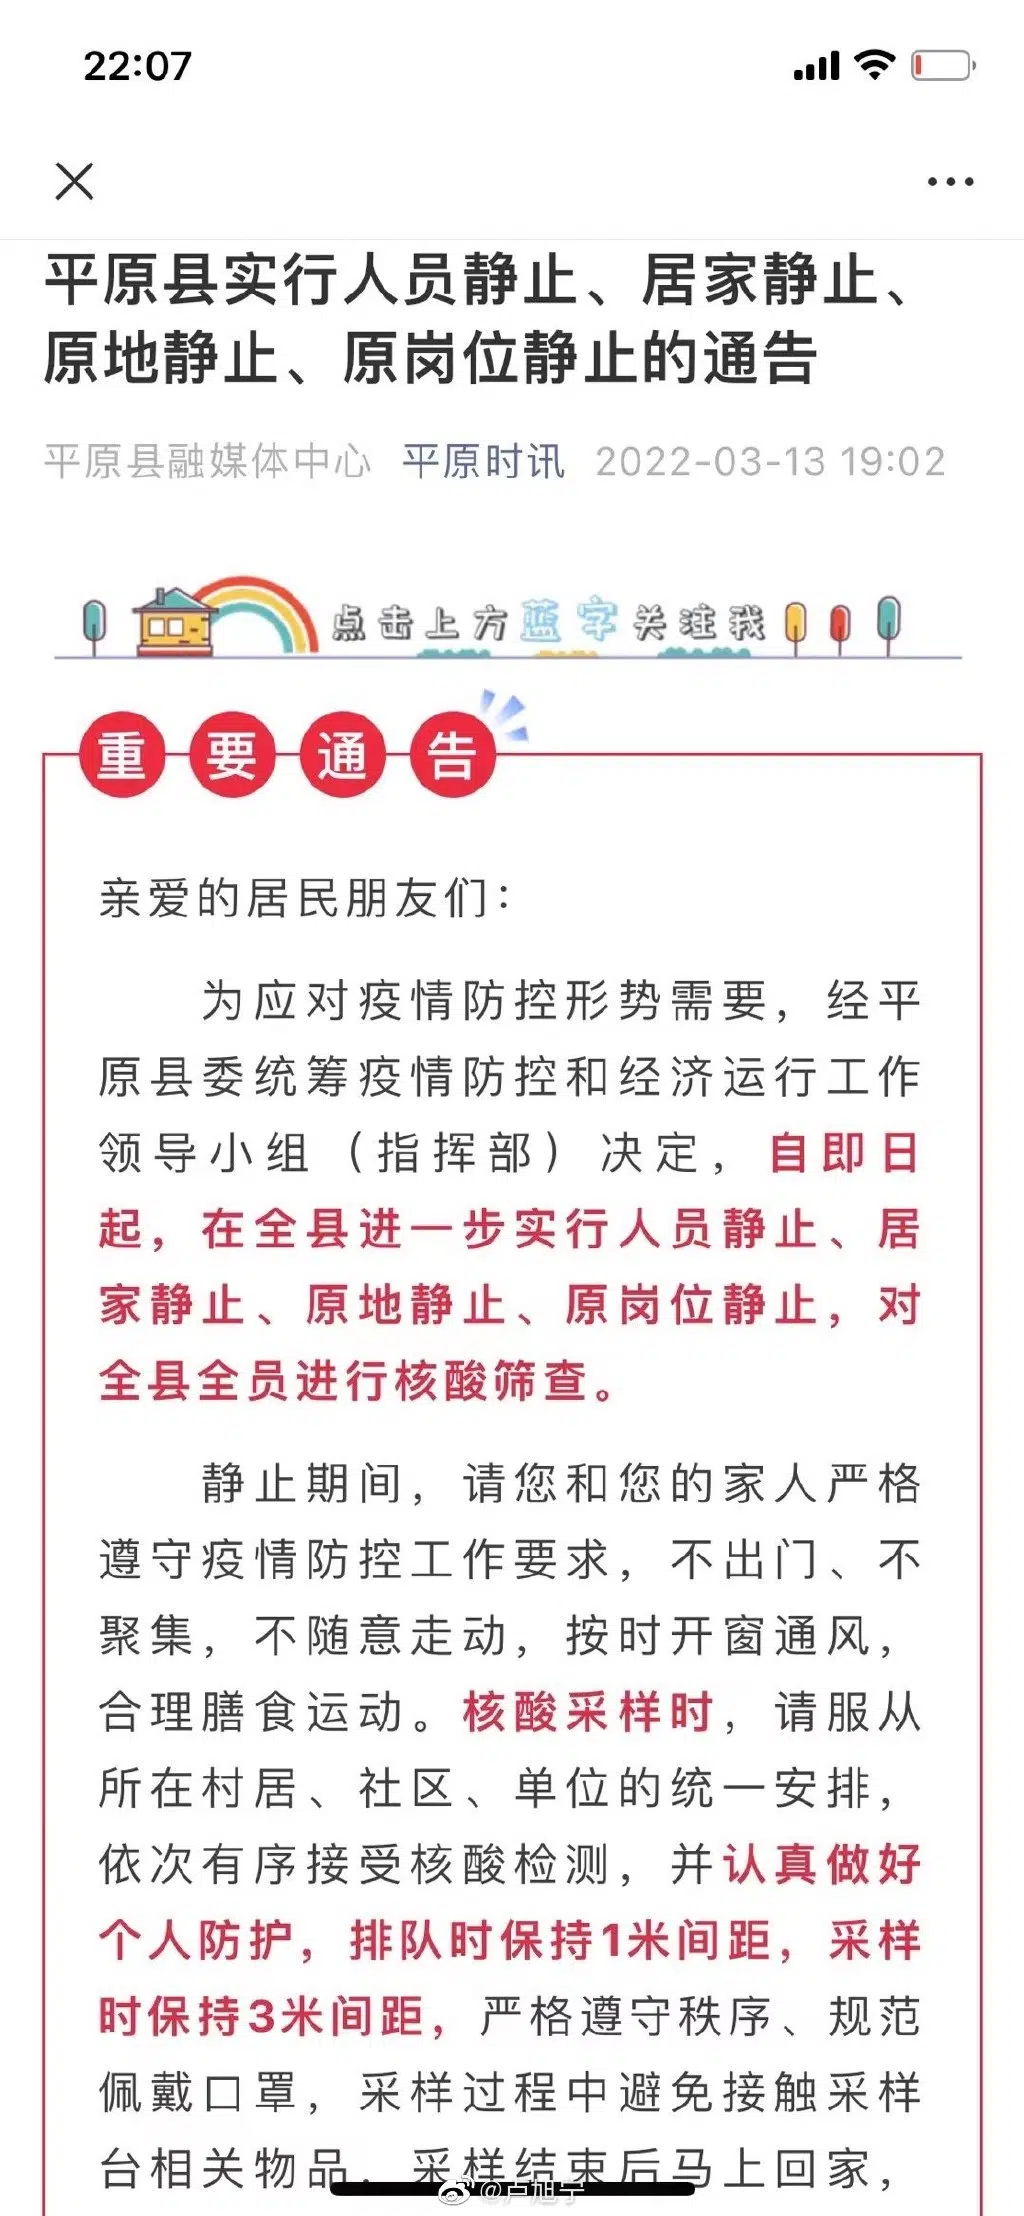 22:07
平原县实行人员静止、居家静止、
原地静止、原岗位静止的通告
平原县融媒体中心 平原时讯 2022-03-13 19:02
点击上方蓝字关注我
重要通告
亲爱的居民朋友们：
为应对疫情防控形势需要，经平
原县委统筹疫情防控和经济运行工作
领导小组（指挥部）决定，自即日
起，在全县进一步实行人员静止、居
家静止、原地静止、原岗位静止，对
全县全员进行核酸筛查。
静止期间，请您和您的家人严格
遵守疫情防控工作要求，不出门、不
聚集，不随意走动，按时开窗通风，
合理膳食运动。核酸采样时，请服从
所在村居、社区、单位的统一安排，
依次有序接受核酸检测，并认真做好
个人防护，排队时保持1米间距，采样
时保持3米间距，严格遵守秩序、规范
佩戴口罩，采样过程中避免接触采样
台相关物品，采样结束后马上回家，
@卢旭宁